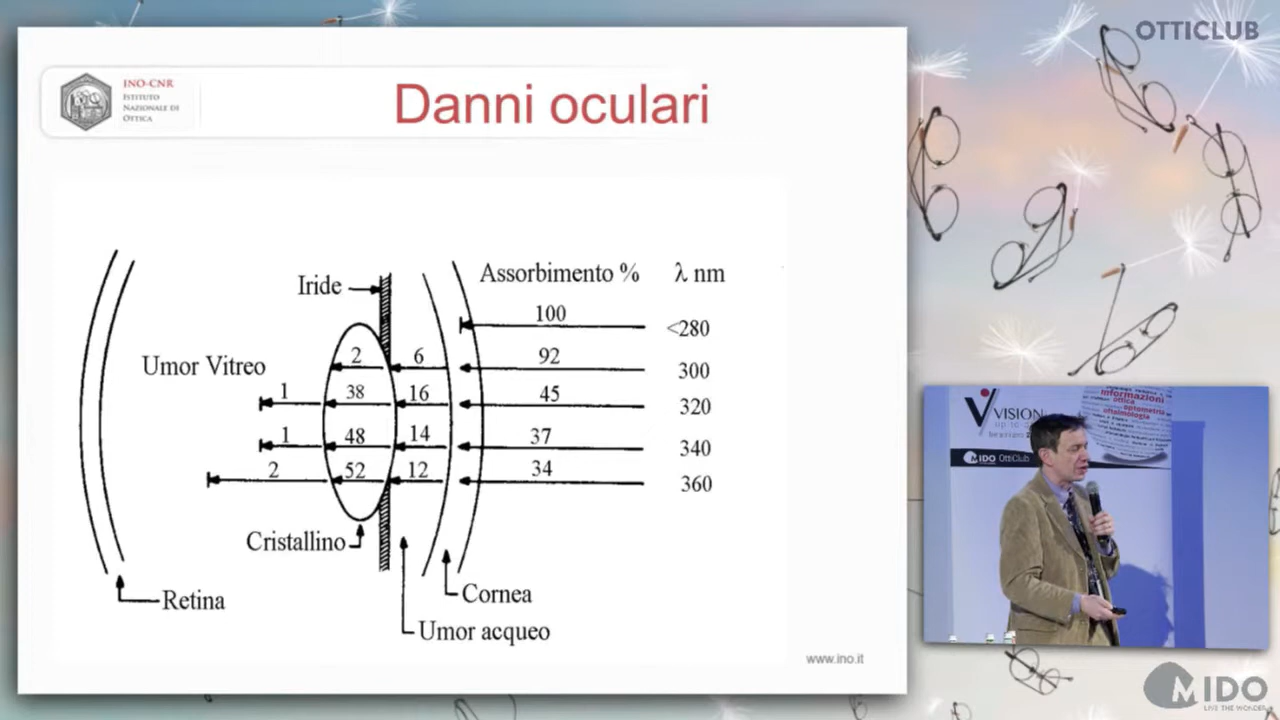 OTTICLUB
INO-CNR
ISTITUTO
NAZIONALE DI
OTTICA
Danni oculari
Iride
Assorbimento %
λ nm
100
<280
2
6
92
300
Umor Vitreo
1
38
16
45
320
1
48
14
37
340
2
52
12
34
360
Cristallino
Retina
Cornea
Umor acqueo
www.ino.it
VISION
informazioni
ottica
optometria
oftalmologia
MIDO OttiClub
MIDO
LIVE THE WONDER